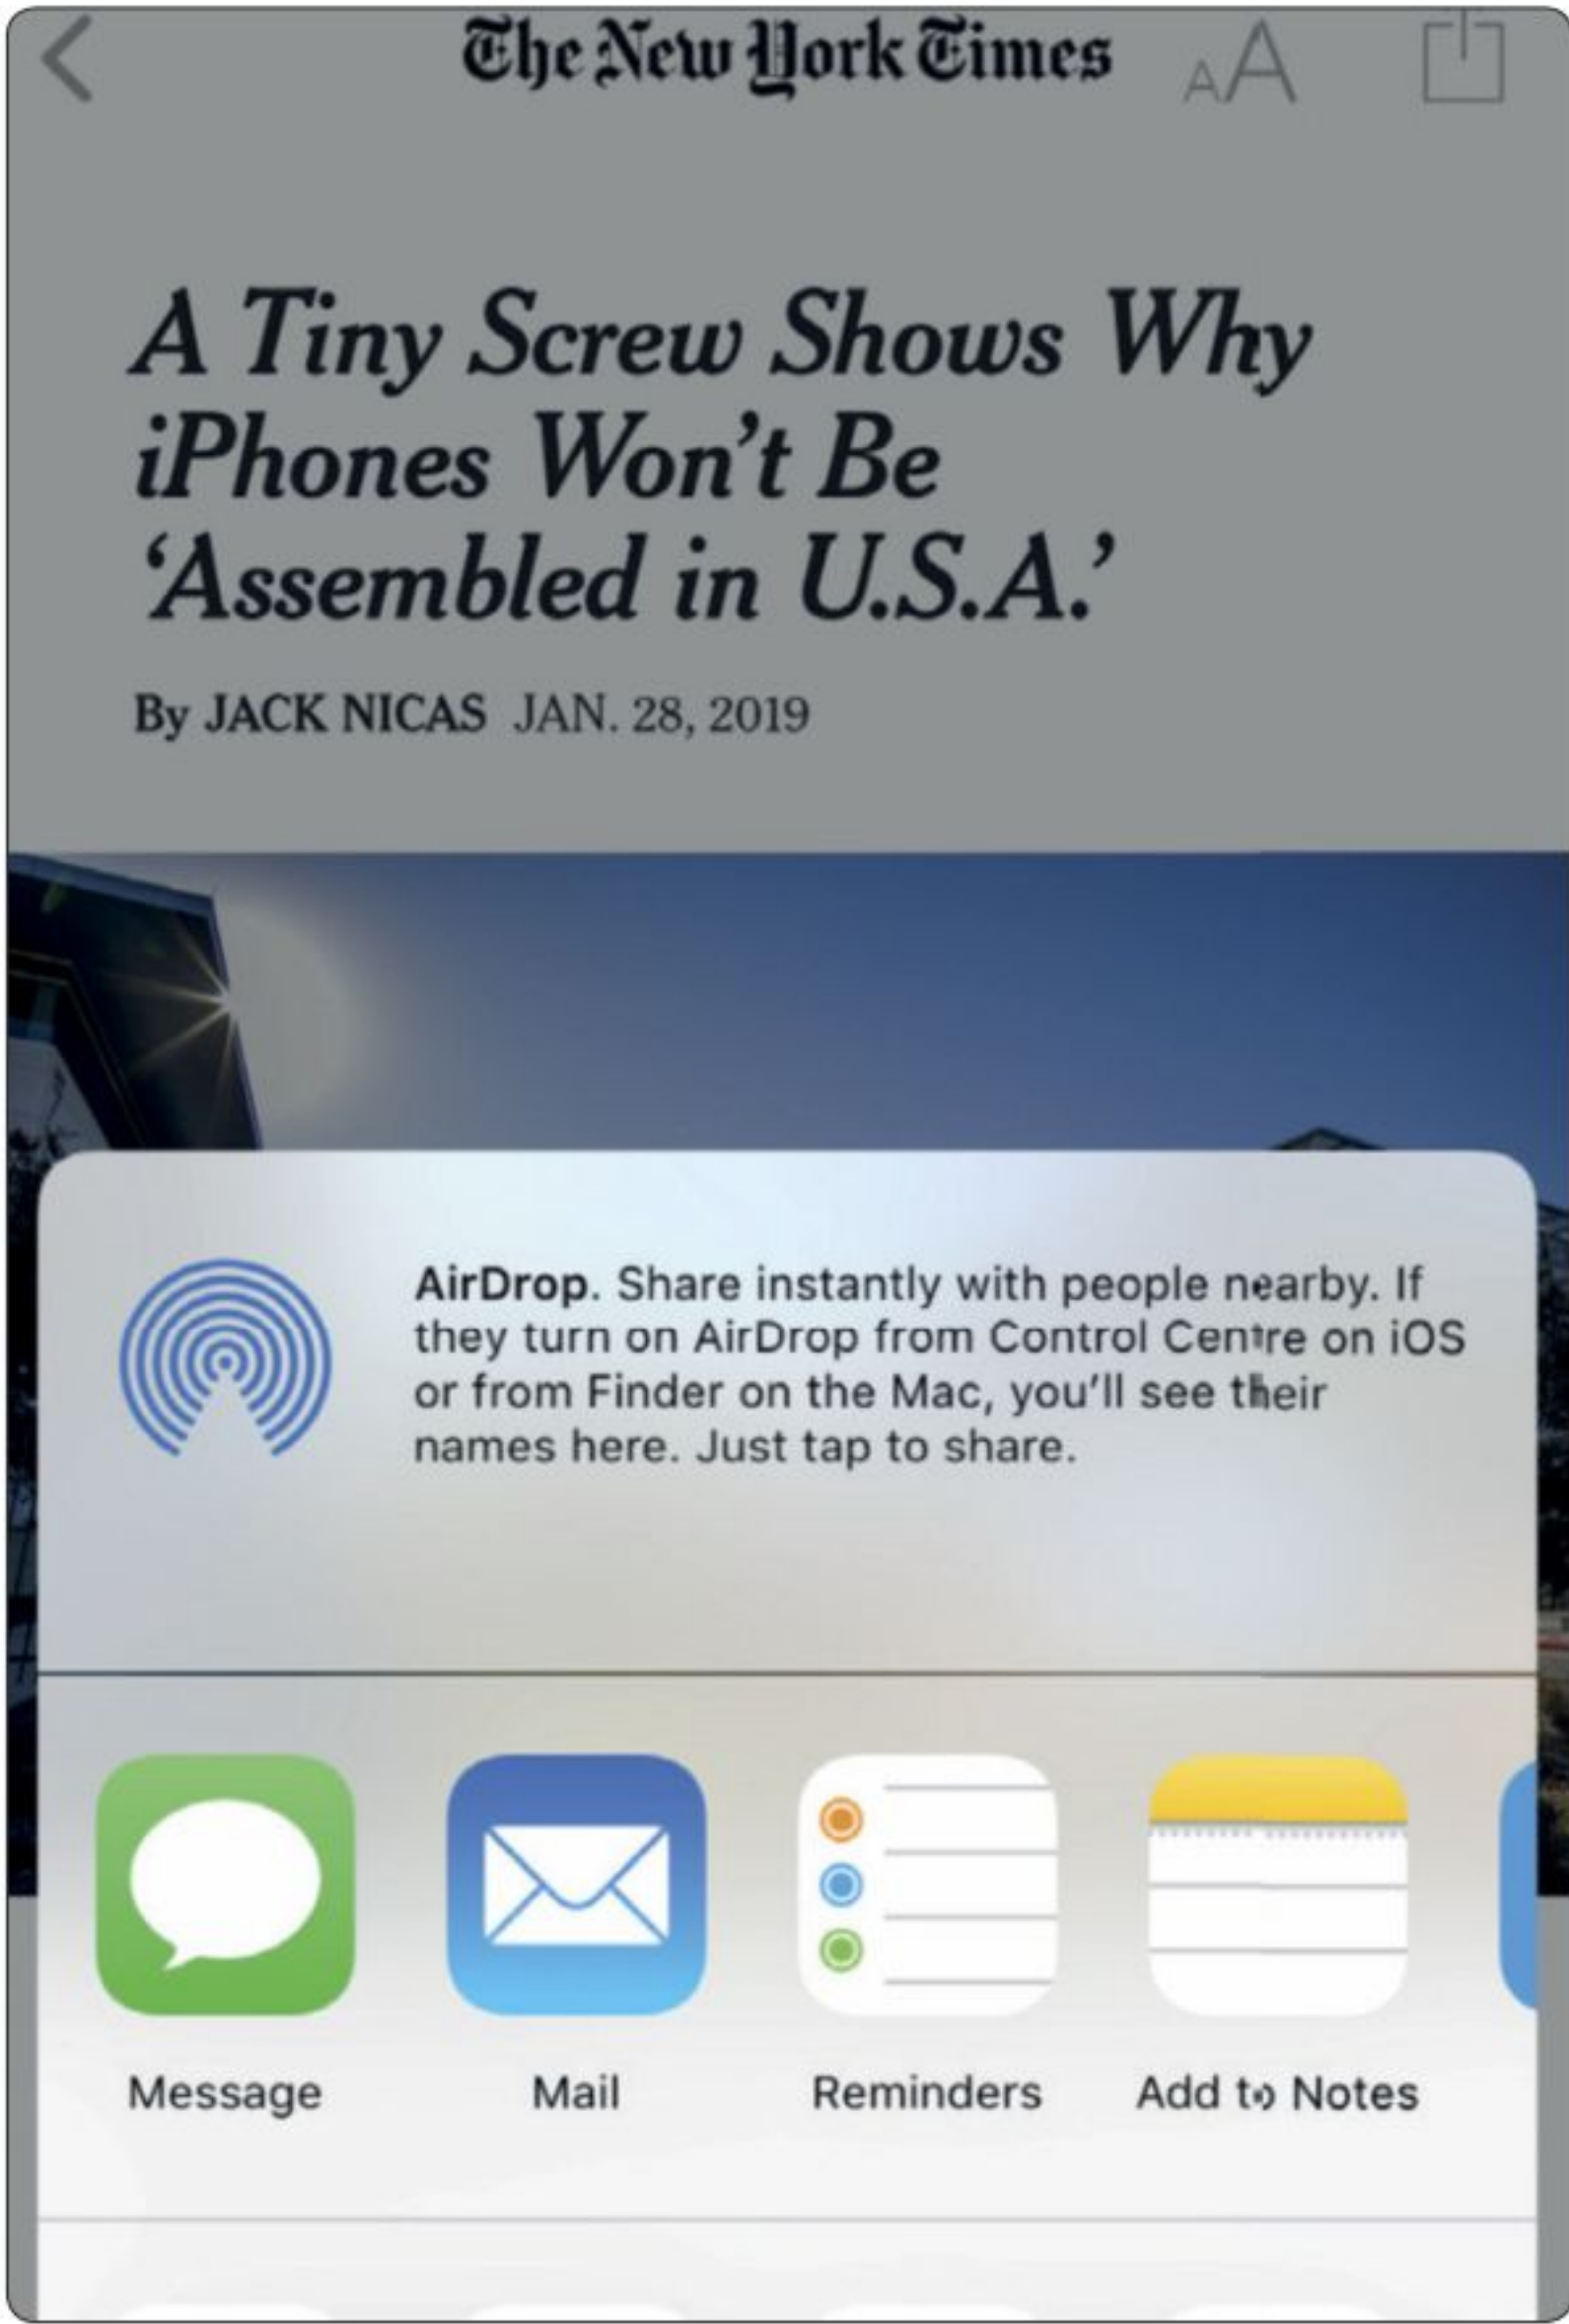 The New York Times
AA
A Tiny Screw Shows Why
iPhones Won't Be
‘Assembled in U.S.A.’
By JACK NICAS JAN. 28, 2019
AirDrop. Share instantly with people nearby. If
they turn on AirDrop from Control Centre on iOS
or from Finder on the Mac, you'll see their
names here. Just tap to share.
Message
Mail
Reminders
Add to Notes